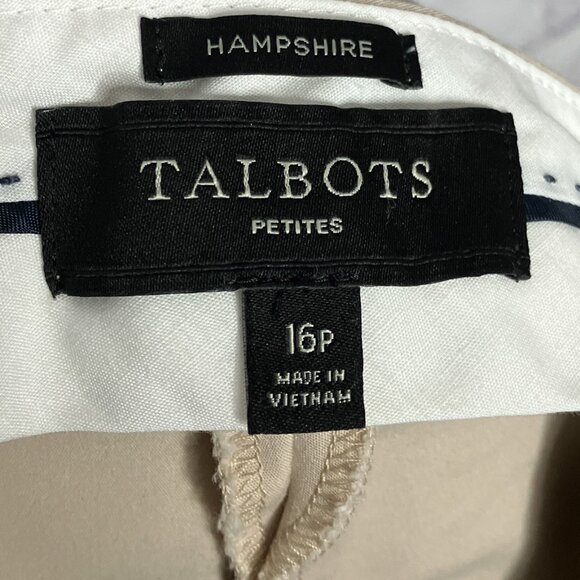 HAMPSHIRE
TALBOTS
PETITES
16P
MADE IN
VIETNAM